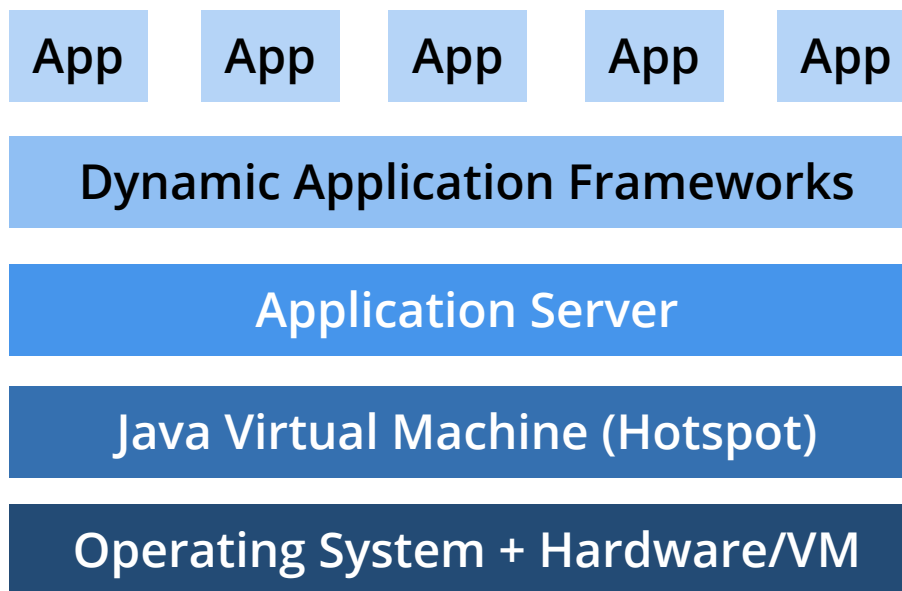 App App App App App
Dynamic Application Frameworks
Application Server
Java Virtual Machine (Hotspot)
Operating System + Hardware/VM